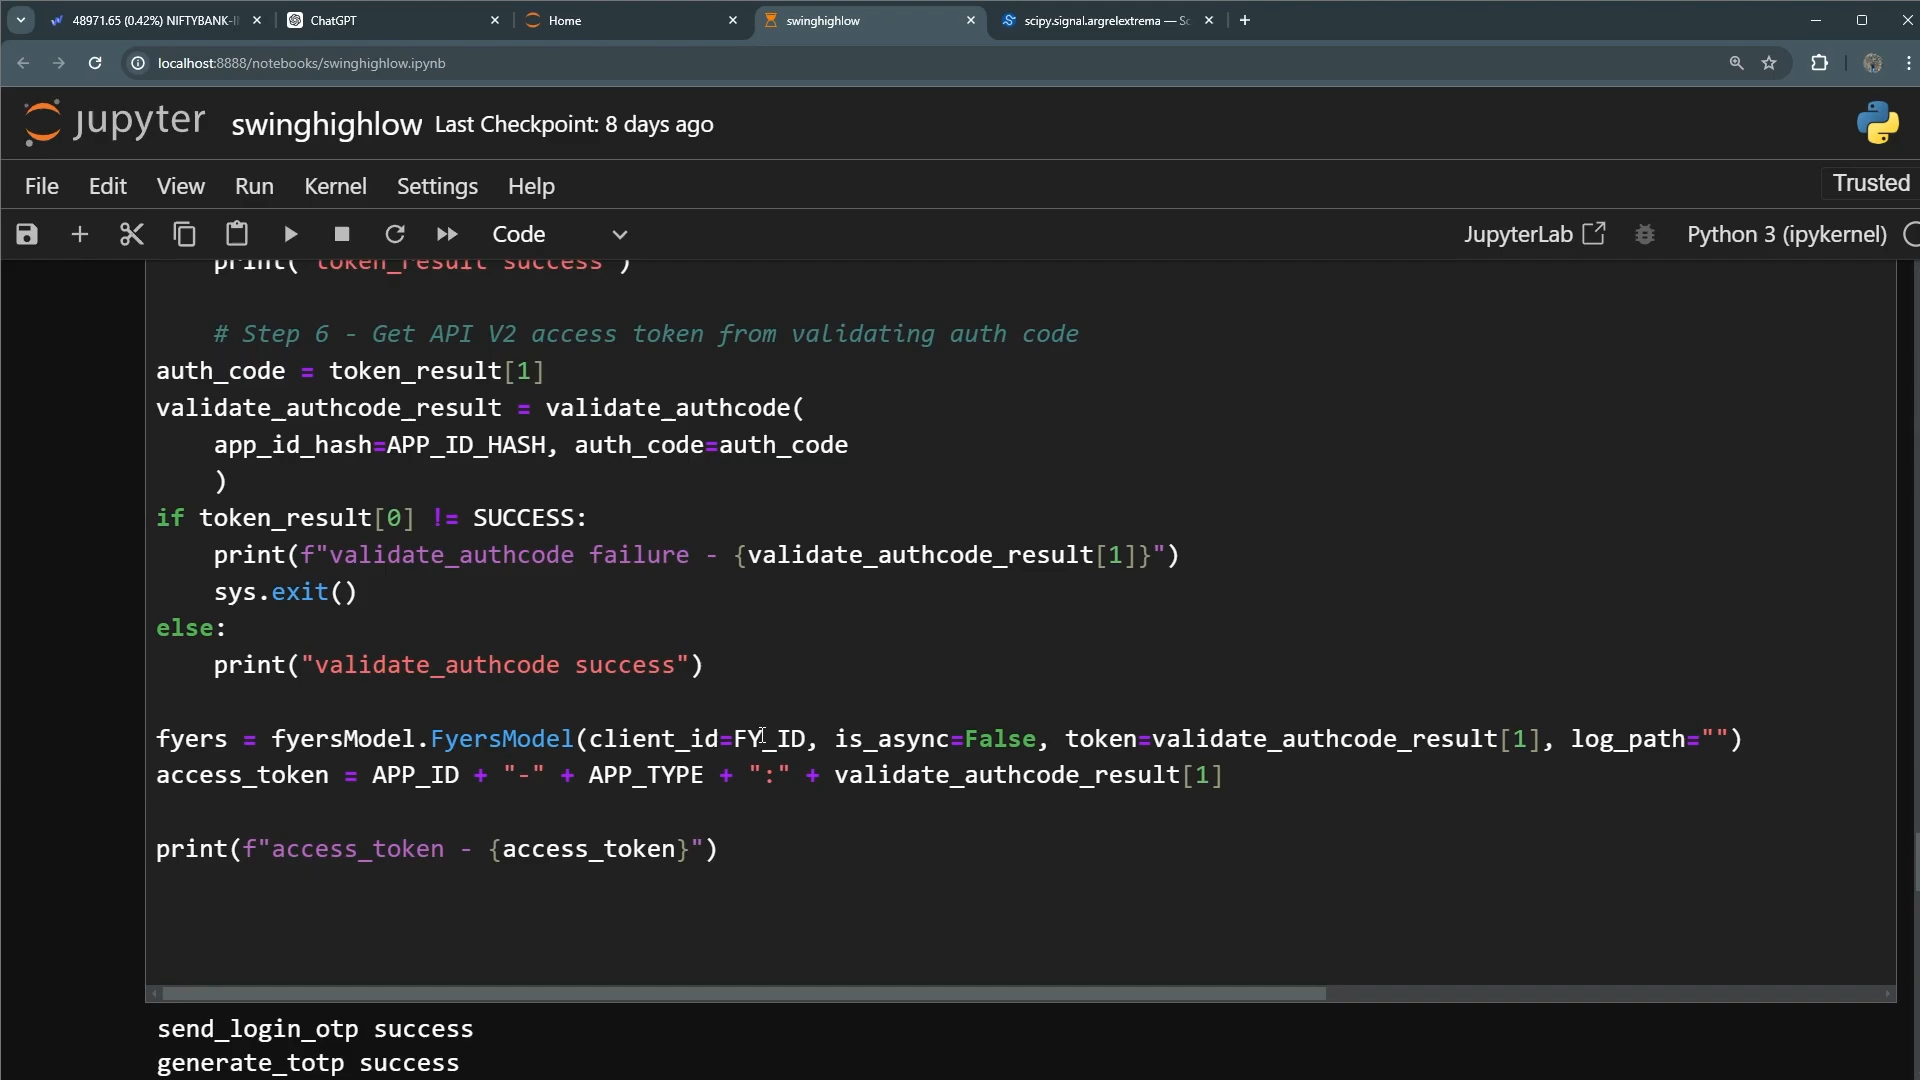 48971.65 (0.42%) NIFTYBANK-I
ChatGPT
Home
swinghighlow
scipy.signal.argrelextrema — Sc
localhost:8888/notebooks/swinghighlow.ipynb
jupyter swinghighlow Last Checkpoint: 8 days ago
File Edit View Run Kernel Settings Help Trusted
Code JupyterLab Python 3 (ipykernel)
print("token_result success")
# Step 6 - Get API V2 access token from validating auth code
auth_code = token_result[1]
validate_authcode_result = validate_authcode(
app_id_hash=APP_ID_HASH, auth_code=auth_code
)
if token_result[0] != SUCCESS:
print(f"validate_authcode failure - {validate_authcode_result[1]}")
sys.exit()
else:
print("validate_authcode success")
fyers = fyersModel.FyersModel(client_id=FY_ID, is_async=False, token=validate_authcode_result[1], log_path="")
access_token = APP_ID + "-" + APP_TYPE + ":" + validate_authcode_result[1]
print(f"access_token - {access_token}")
send_login_otp success
generate_totp success